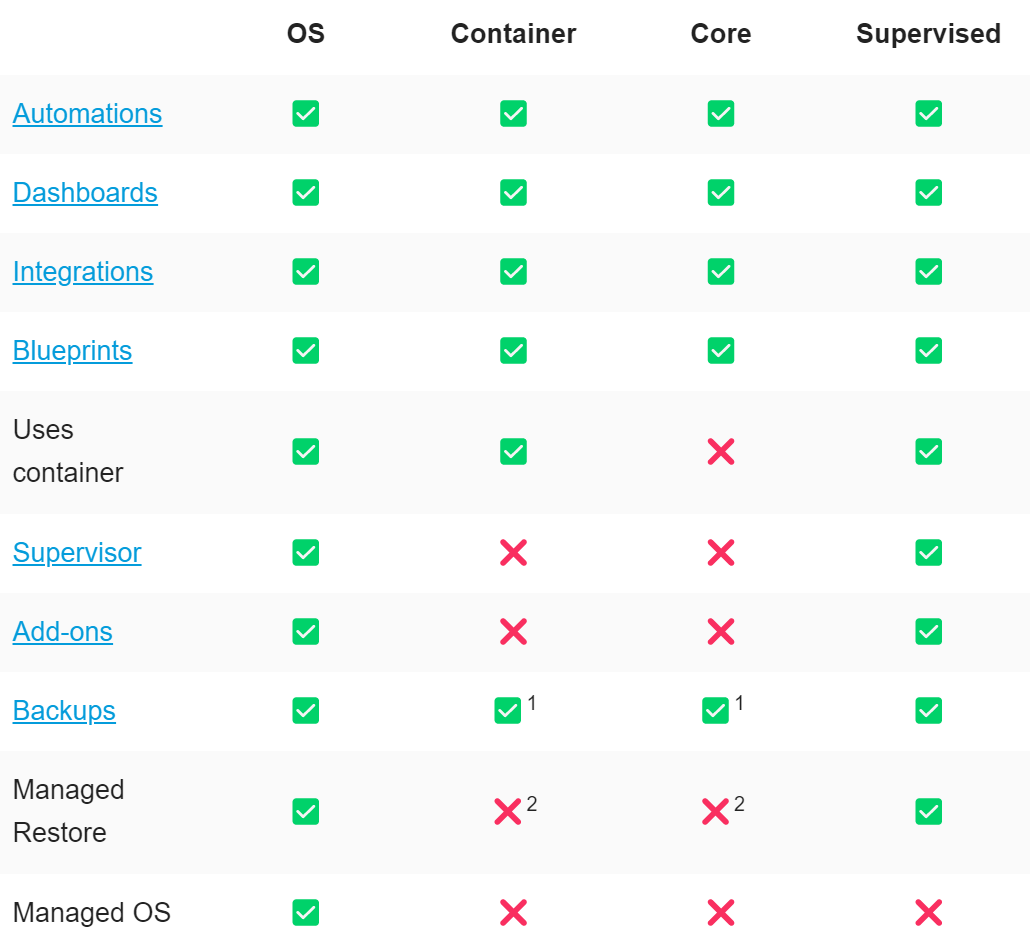 OS Container Core Supervised
Automations ✅ ✅ ✅ ✅
Dashboards ✅ ✅ ✅ ✅
Integrations ✅ ✅ ✅ ✅
Blueprints ✅ ✅ ✅ ✅
Uses
container ✅ ✅ ❌ ✅
Supervisor ✅ ❌ ❌ ✅
Add-ons ✅ ❌ ❌ ✅
Backups ✅ ✅ 1 ✅ 1 ✅
Managed
Restore ✅ ❌ 2 ❌ 2 ✅
Managed OS ✅ ❌ ❌ ❌